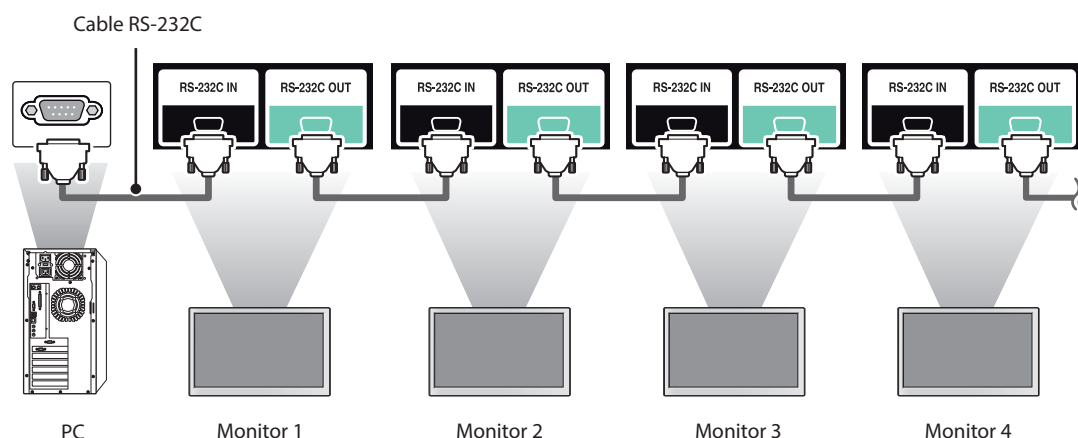 Cable RS-232C
RS-232C IN RS-232C OUT RS-232C IN RS-232C OUT RS-232C IN RS-232C OUT RS-232C IN RS-232C OUT
PC Monitor 1 Monitor 2 Monitor 3 Monitor 4